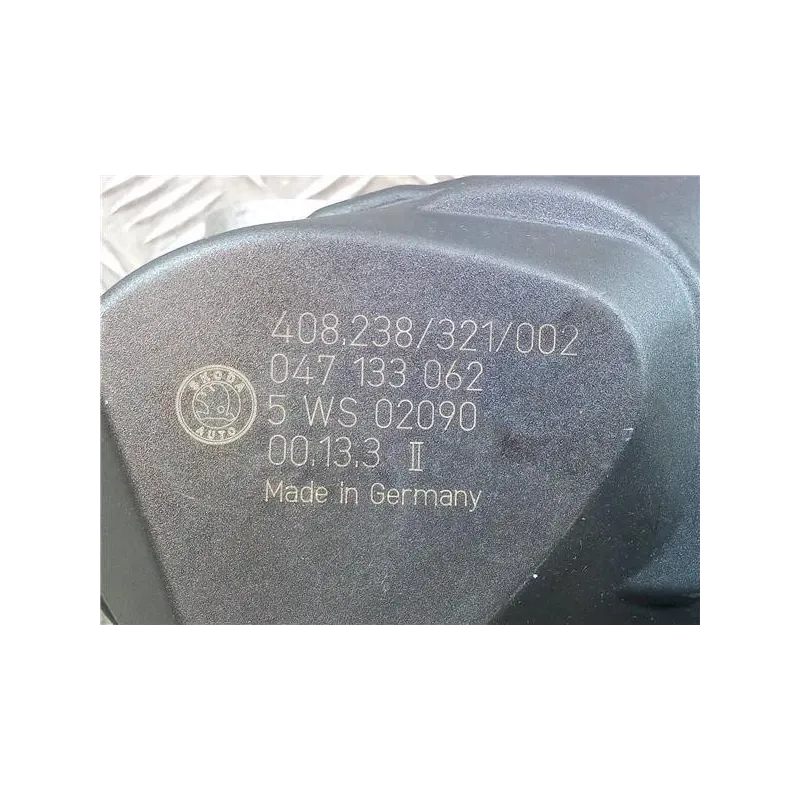 408.238/321/002
047 133 062
5 WS 02090
00.13.3 II
Made in Germany
ŠKODA
AUTO